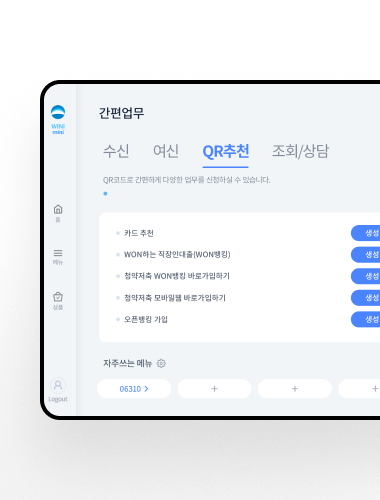 WINI
mini
홈
메뉴
상품
Logout
간편업무
수신 여신 QR추천 조회/상담
QR코드로 간편하게 다양한 업무를 신청하실 수 있습니다.
카드 추천 생성
WON하는 직장인대출(WON뱅킹) 생성
청약저축 WON뱅킹 바로가입하기 생성
청약저축 모바일웹 바로가입하기 생성
오픈뱅킹 가입 생성
자주쓰는 메뉴
06310 > + + +